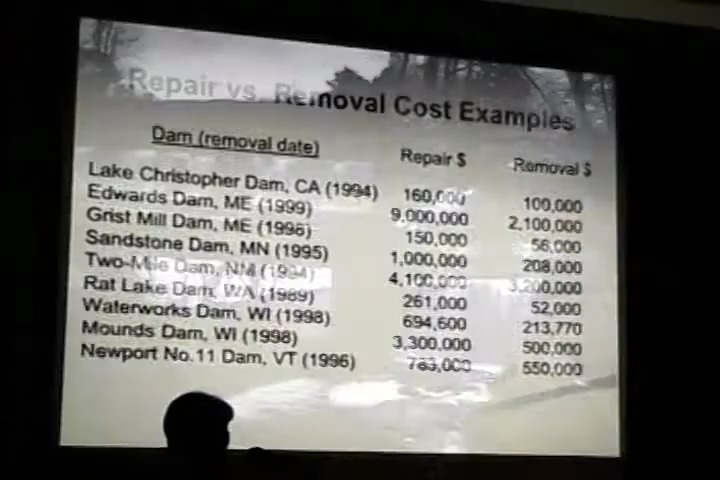 Repair vs. Removal Cost Examples
Dam (removal date) Repair $ Removal $
Lake Christopher Dam, CA (1994) 160,000 100,000
Edwards Dam, ME (1999) 9,000,000 2,100,000
Grist Mill Dam, ME (1998) 150,000 56,000
Sandstone Dam, MN (1995) 1,000,000 208,000
Two-Mile Dam, NM (1994) 4,100,000 3,200,000
Rat Lake Dam, WA (1989) 261,000 52,000
Waterworks Dam, WI (1998) 694,600 213,770
Mounds Dam, WI (1998) 3,300,000 500,000
Newport No.11 Dam, VT (1996) 783,000 550,000